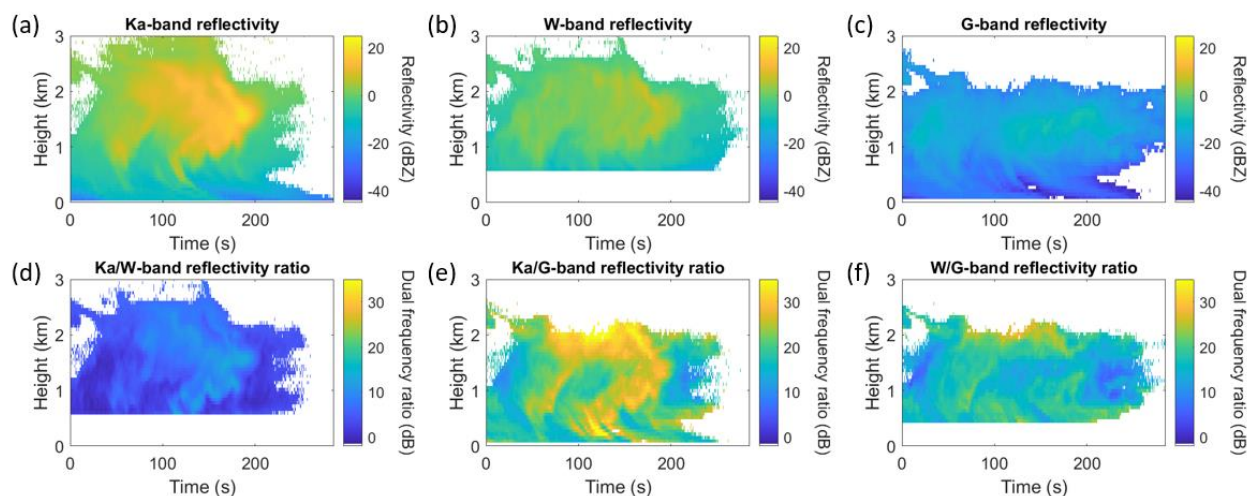 (a) Ka-band reflectivity
3
2
1
0
Height (km)
0 100 200
Time (s)
20
0
-20
-40
Reflectivity (dBZ)
(b) W-band reflectivity
3
2
1
0
Height (km)
0 100 200
Time (s)
20
0
-20
-40
Reflectivity (dBZ)
(c) G-band reflectivity
3
2
1
0
Height (km)
0 100 200
Time (s)
20
0
-20
-40
Reflectivity (dBZ)
(d) Ka/W-band reflectivity ratio
3
2
1
0
Height (km)
0 100 200
Time (s)
30
20
10
0
Dual frequency ratio (dB)
(e) Ka/G-band reflectivity ratio
3
2
1
0
Height (km)
0 100 200
Time (s)
30
20
10
0
Dual frequency ratio (dB)
(f) W/G-band reflectivity ratio
3
2
1
0
Height (km)
0 100 200
Time (s)
30
20
10
0
Dual frequency ratio (dB)